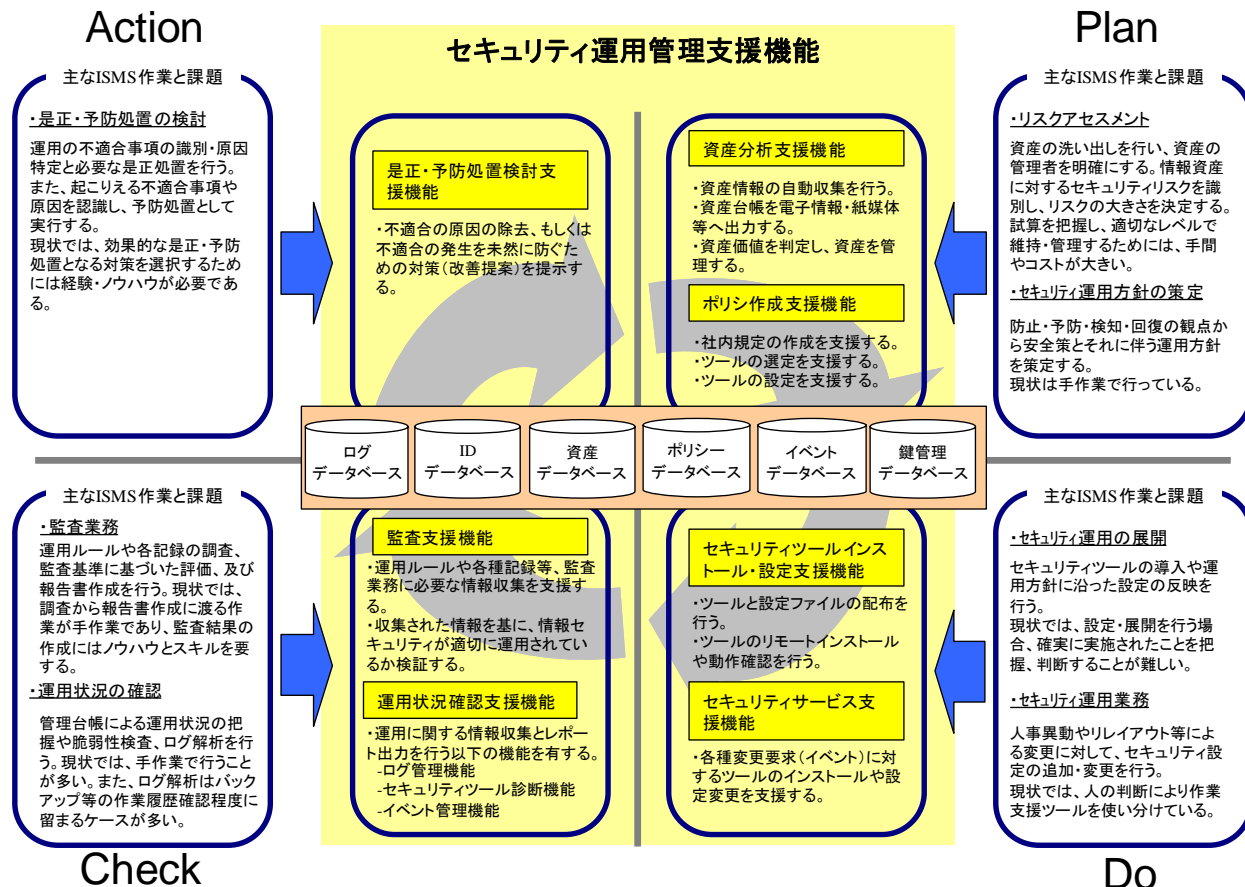 Action
セキュリティ運用管理支援機能
Plan
主なISMS作業と課題
・是正・予防処置の検討
運用の不適合事項の識別・原因
特定と必要な是正処置を行う。
また、起こりえる不適合事項や
原因を認識し、予防処置として
実行する。
現状では、効果的な是正・予防
処置となる対策を選択するため
には経験・ノウハウが必要であ
る。
是正・予防処置検討支
援機能
・不適合の原因の除去、もしくは
不適合の発生を未然に防ぐた
めの対策（改善提案）を提示す
る。
資産分析支援機能
・資産情報の自動収集を行う。
・資産台帳を電子情報・紙媒体
等へ出力する。
・資産価値を判定し、資産を管
理する。
ポリシ作成支援機能
・社内規定の作成を支援する。
・ツールの選定を支援する。
・ツールの設定を支援する。
主なISMS作業と課題
・リスクアセスメント
資産の洗い出しを行い、資産の
管理者を明確にする。情報資産
に対するセキュリティリスクを識
別し、リスクの大きさを決定する。
試算を把握し、適切なレベルで
維持・管理するためには、手間
やコストが大きい。
・セキュリティ運用方針の策定
防止・予防・検知・回復の観点か
ら安全策とそれに伴う運用方針
を策定する。
現状は手作業で行っている。
ログ
データベース
ID
データベース
資産
データベース
ポリシー
データベース
イベント
データベース
鍵管理
データベース
主なISMS作業と課題
・監査業務
運用ルールや各記録の調査、
監査基準に基づいた評価、及び
報告書作成を行う。現状では、
調査から報告書作成に渡る作
業が手作業であり、監査結果の
作成にはノウハウとスキルを要
する。
・運用状況の確認
管理台帳による運用状況の把
握や脆弱性検査、ログ解析を行
う。現状では、手作業で行うこと
が多い。また、ログ解析はバック
アップ等の作業履歴確認程度に
留まるケースが多い。
監査支援機能
・運用ルールや各種記録等、監査
業務に必要な情報収集を支援す
る。
・収集された情報を基に、情報セ
キュリティが適切に運用されてい
るか検証する。
運用状況確認支援機能
・運用に関する情報収集とレポ
ート出力を行う以下の機能を有する。
-ログ管理機能
-セキュリティツール診断機能
-イベント管理機能
セキュリティツールインス
トール・設定支援機能
・ツールと設定ファイルの配布を
行う。
・ツールのリモートインストール
や動作確認を行う。
セキュリティサービス支
援機能
・各種変更要求（イベント）に対
するツールのインストールや設
定変更を支援する。
主なISMS作業と課題
・セキュリティ運用の展開
セキュリティツールの導入や運
用方針に沿った設定の反映を
行う。
現状では、設定・展開を行う場
合、確実に実施されたことを把
握、判断することが難しい。
・セキュリティ運用業務
人事異動やリレイアウト等によ
る変更に対して、セキュリティ設
定の追加・変更を行う。
現状では、人の判断により作業
支援ツールを使い分けている。
Check
Do